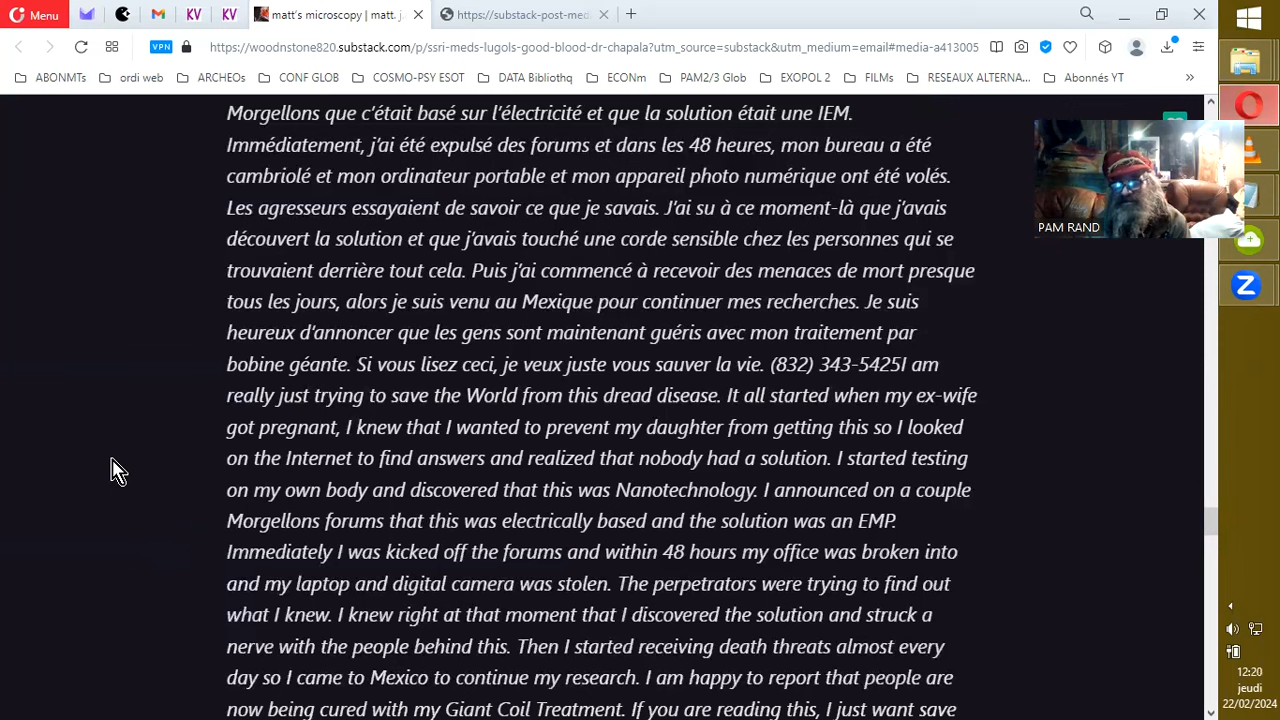 Menu
KV
KV
matt's microscopy | matt. j
https://substack-post-med
VPN
https://woodnstone820.substack.com/p/ssri-meds-lugols-good-blood-dr-chapala?utm_source=substack&utm_medium=email#media-a413005
ABONMTs
ordi web
ARCHEOs
CONF GLOB
COSMO-PSY ESOT
DATA Biblithq
ECONm
PAM2/3 Glob
EXOPOL 2
FILMs
RESEAUX ALTERNA...
Abonnés YT
Morgellons que c'était basé sur l'électricité et que la solution était une IEM.
Immédiatement, j'ai été expulsé des forums et dans les 48 heures, mon bureau a été
cambriolé et mon ordinateur portable et mon appareil photo numérique ont été volés.
Les agresseurs essayaient de savoir ce que je savais. J'ai su à ce moment-là que j'avais
découvert la solution et que j'avais touché une corde sensible chez les personnes qui se
trouvaient derrière tout cela. Puis j'ai commencé à recevoir des menaces de mort presque
tous les jours, alors je suis venu au Mexique pour continuer mes recherches. Je suis
heureux d'annoncer que les gens sont maintenant guéris avec mon traitement par
bobine géante. Si vous lisez ceci, je veux juste vous sauver la vie. (832) 343-5425I am
really just trying to save the World from this dread disease. It all started when my ex-wife
got pregnant, I knew that I wanted to prevent my daughter from getting this so I looked
on the Internet to find answers and realized that nobody had a solution. I started testing
on my own body and discovered that this was Nanotechnology. I announced on a couple
Morgellons forums that this was electrically based and the solution was an EMP.
Immediately I was kicked off the forums and within 48 hours my office was broken into
and my laptop and digital camera was stolen. The perpetrators were trying to find out
what I knew. I knew right at that moment that I discovered the solution and struck a
nerve with the people behind this. Then I started receiving death threats almost every
day so I came to Mexico to continue my research. I am happy to report that people are
now being cured with my Giant Coil Treatment. If you are reading this, I just want save
PAM RAND
12:20
jeudi
22/02/2024